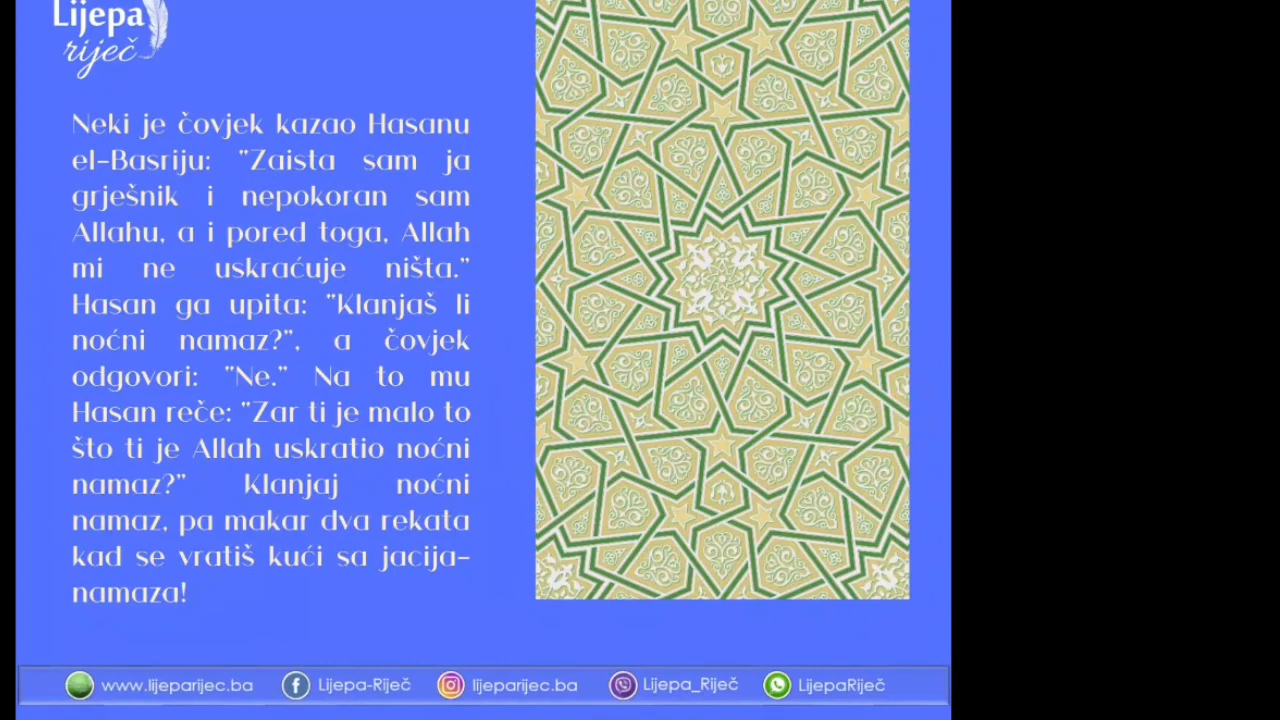 Lijepa
riječ
Neki je čovjek kazao Hasanu
el-Basriju: "Zaista sam ja
grješnik i nepokoran sam
Allahu, a i pored toga, Allah
mi ne uskraćuje ništa."
Hasan ga upita: "Klanjaš li
noćni namaz?", a čovjek
odgovori: "Ne." Na to mu
Hasan reče: "Zar ti je malo to
što ti je Allah uskratio noćni
namaz?" Klanjaj noćni
namaz, pa makar dva rekata
kad se vratiš kući sa jacija-
namaza!
www.lijeparijec.ba Lijepa-Riječ lijeparijec.ba Lijepa_Riječ LijepaRiječ